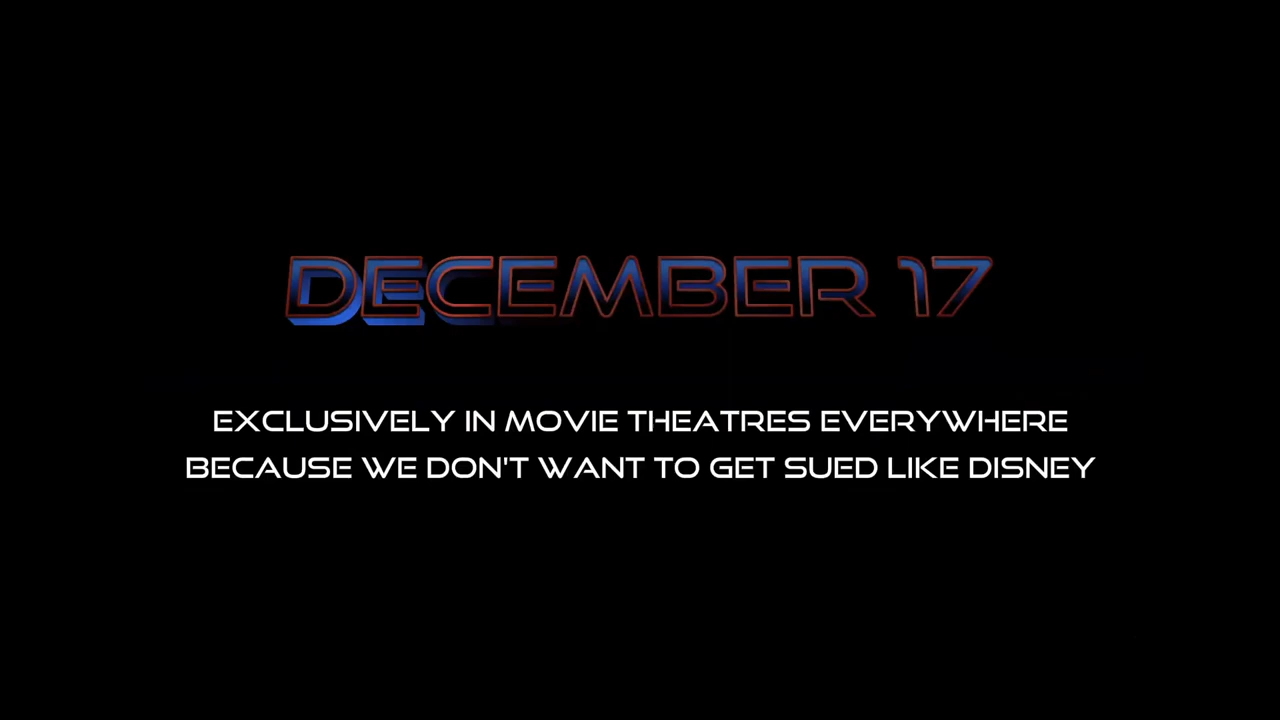 DECEMBER 17
EXCLUSIVELY IN MOVIE THEATRES EVERYWHERE
BECAUSE WE DON'T WANT TO GET SUED LIKE DISNEY